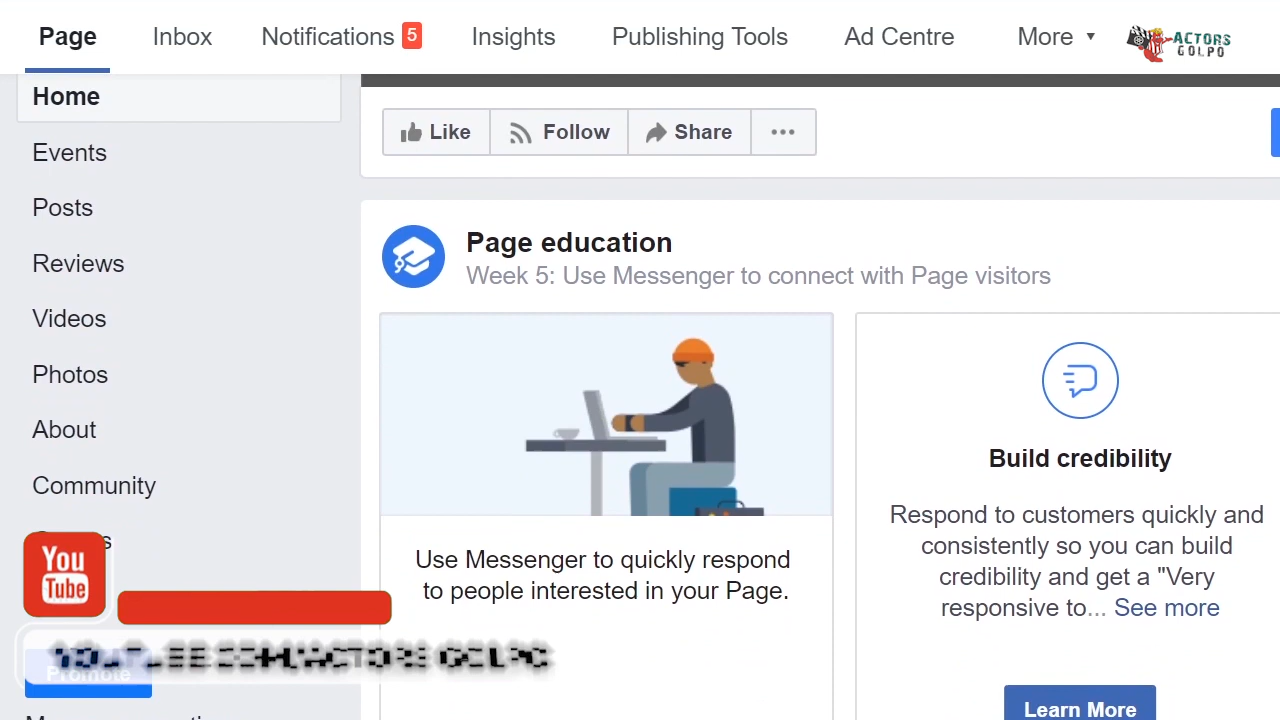 Page Inbox Notifications 5 Insights Publishing Tools Ad Centre More
ACTORS
GOLPO
Home
Events
Posts
Reviews
Videos
Photos
About
Community
Like Follow Share
Page education
Week 5: Use Messenger to connect with Page visitors
Use Messenger to quickly respond
to people interested in your Page.
Build credibility
Respond to customers quickly and
consistently so you can build
credibility and get a "Very
responsive to... See more
Learn More
You
Tube
Promote